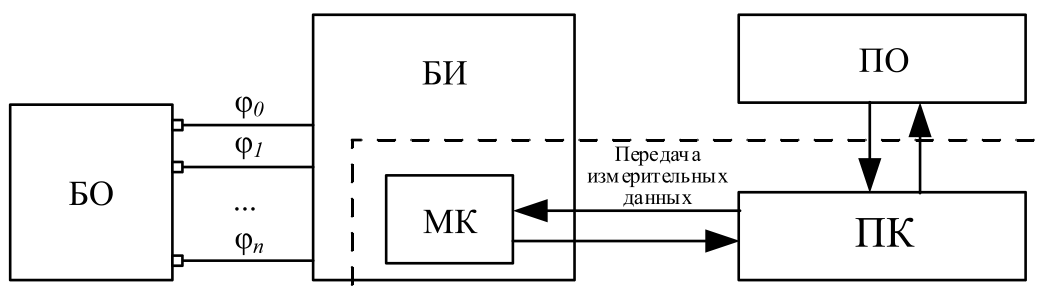 БО
φ0
φ1
...
φn
БИ
МК
Передача
измерительных
данных
ПО
ПК